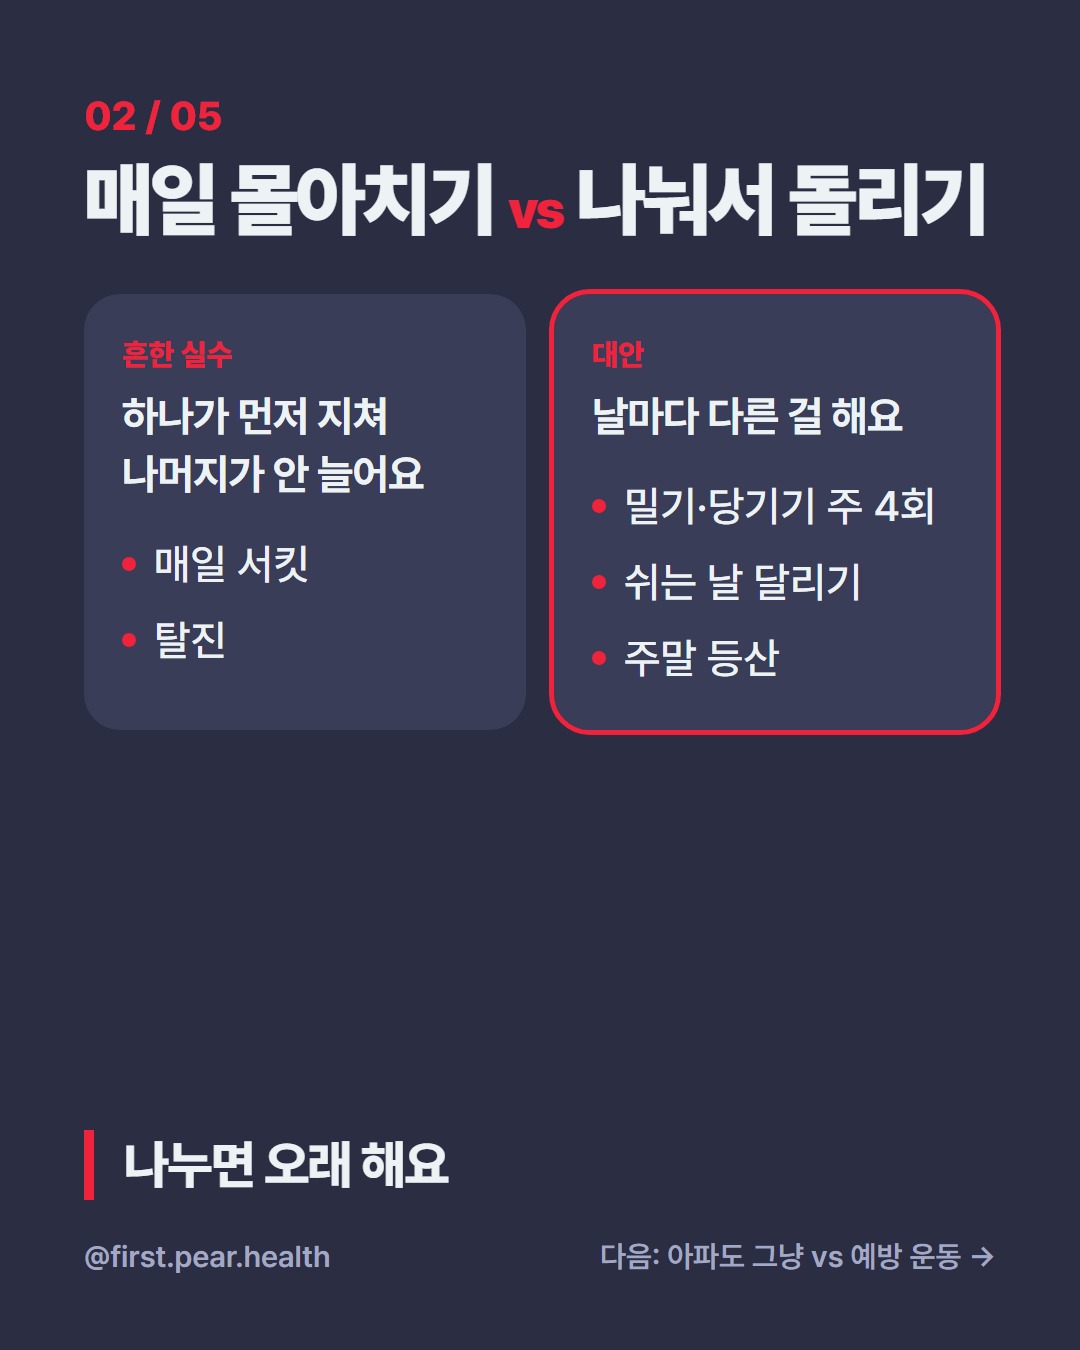 02 / 05
매일 몰아치기 vs 나눠서 돌리기
흔한 실수
하나가 먼저 지쳐
나머지가 안 늘어요
• 매일 서킷
• 탈진
대안
날마다 다른 걸 해요
• 밀기·당기기 주 4회
• 쉬는 날 달리기
• 주말 등산
나누면 오래 해요
@first.pear.health
다음: 아파도 그냥 vs 예방 운동 →